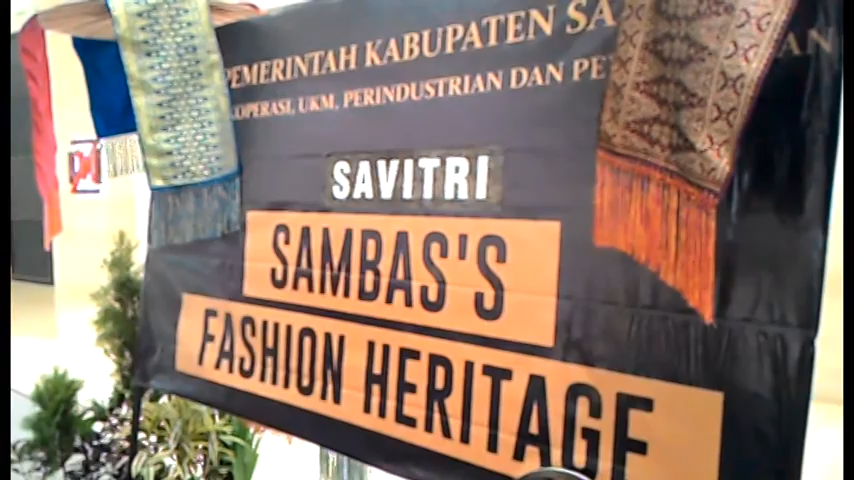 PEMERINTAH KABUPATEN SA
KOPERASI, UKM, PERINDUSTRIAN DAN PE
SAVITRI
SAMBAS'S
FASHION HERITAGE